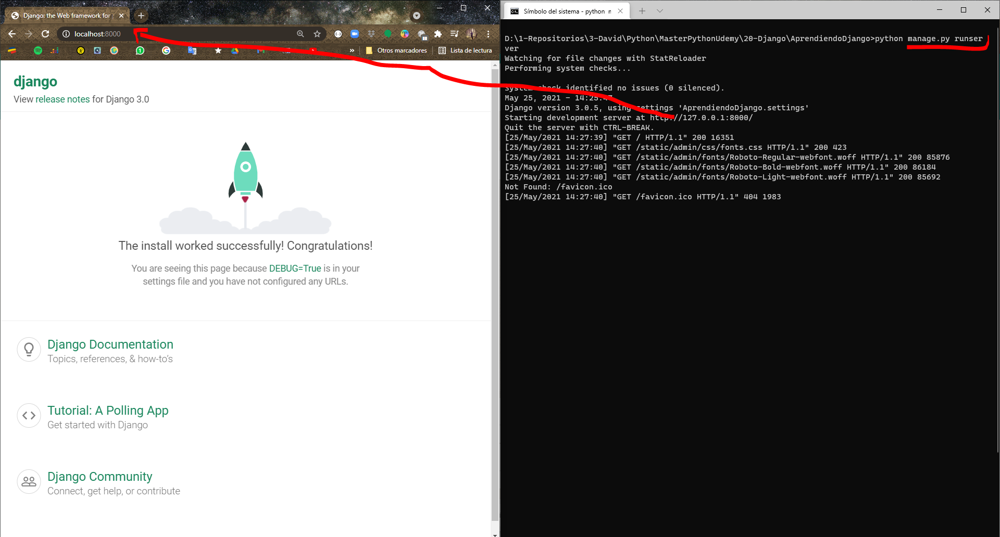 Django: the Web framework for
localhost:8000
Otros marcadores
Lista de lectura
django
View release notes for Django 3.0
The install worked successfully! Congratulations!
You are seeing this page because DEBUG=True is in your
settings file and you have not configured any URLs.
Django Documentation
Topics, references, & how-to’s
Tutorial: A Polling App
Get started with Django
Django Community
Connect, get help, or contribute
Símbolo del sistema - python m
D:\1-Repositorios\3-David\Python\MasterPythonUdemy\20-Django\AprendiendoDjango>python manage.py runser
ver
Watching for file changes with StatReloader
Performing system checks...
System check identified no issues (0 silenced).
May 25, 2021 - 14:25:47
Django version 3.0.5, using settings 'AprendiendoDjango.settings'
Starting development server at http://127.0.0.1:8000/
Quit the server with CTRL-BREAK.
[25/May/2021 14:27:39] "GET / HTTP/1.1" 200 16351
[25/May/2021 14:27:40] "GET /static/admin/css/fonts.css HTTP/1.1" 200 423
[25/May/2021 14:27:40] "GET /static/admin/fonts/Roboto-Regular-webfont.woff HTTP/1.1" 200 85876
[25/May/2021 14:27:40] "GET /static/admin/fonts/Roboto-Bold-webfont.woff HTTP/1.1" 200 86184
[25/May/2021 14:27:40] "GET /static/admin/fonts/Roboto-Light-webfont.woff HTTP/1.1" 200 85692
Not Found: /favicon.ico
[25/May/2021 14:27:40] "GET /favicon.ico HTTP/1.1" 404 1983